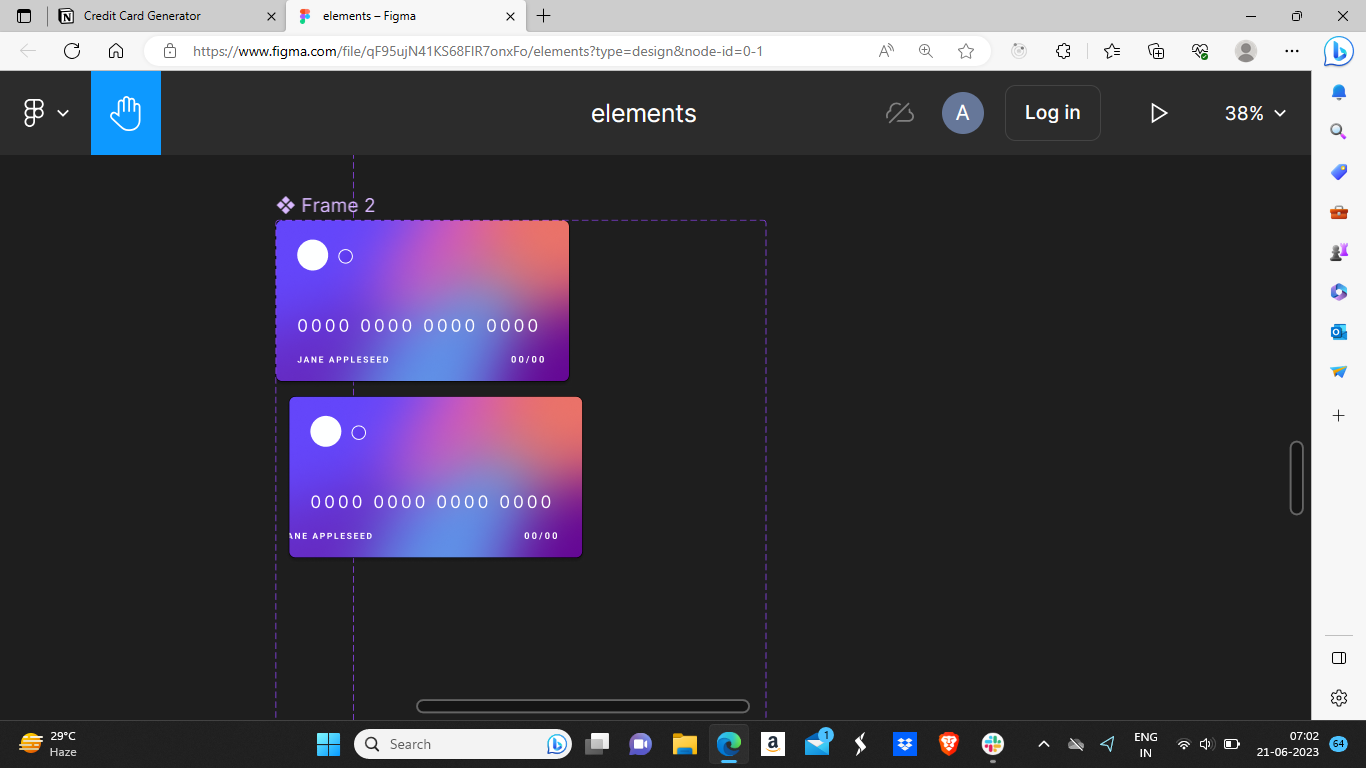 Credit Card Generator
elements – Figma
https://www.figma.com/file/qF95ujN41KS68FlR7onxFo/elements?type=design&node-id=0-1
elements
A
Log in
38%
Frame 2
0000 0000 0000 0000
JANE APPLESEED 00/00
0000 0000 0000 0000
ANE APPLESEED 00/00
29°C
Haze
Search
1
ENG
IN
07:02
21-06-2023
64